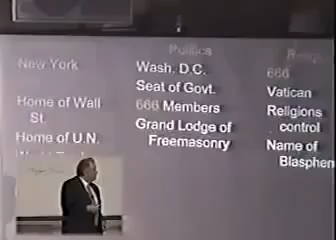 Politics
New York
Wash. D.C.
666
Seat of Govt.
Vatican
Home of Wall
St.
666 Members
Religions
control
Grand Lodge of
Freemasonry
Home of U.N.
Name of
Blasphem